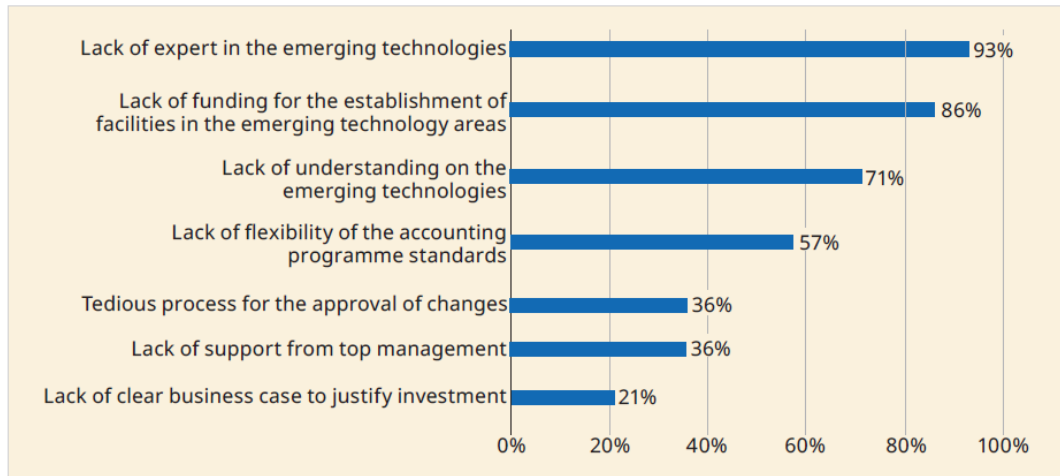 Lack of expert in the emerging technologies
93%
Lack of funding for the establishment of
facilities in the emerging technology areas
86%
Lack of understanding on the
emerging technologies
71%
Lack of flexibility of the accounting
programme standards
57%
Tedious process for the approval of changes
36%
Lack of support from top management
36%
Lack of clear business case to justify investment
21%
0% 20% 40% 60% 80% 100%